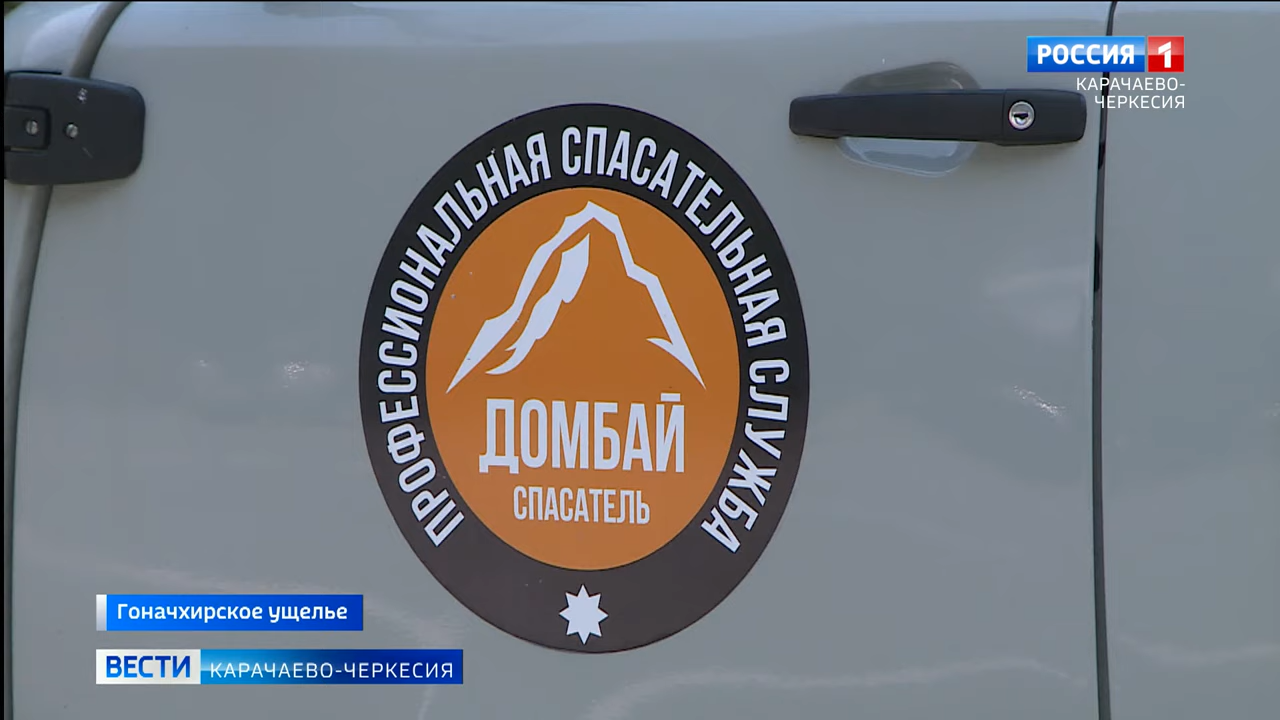 РОССИЯ 1
КАРАЧАЕВО-
ЧЕРКЕСИЯ
ПРОФЕССИОНАЛЬНАЯ СПАСАТЕЛЬНАЯ СЛУЖБА
ДОМБАЙ
СПАСАТЕЛЬ
Гоначхирское ущелье
ВЕСТИ КАРАЧАЕВО-ЧЕРКЕСИЯ